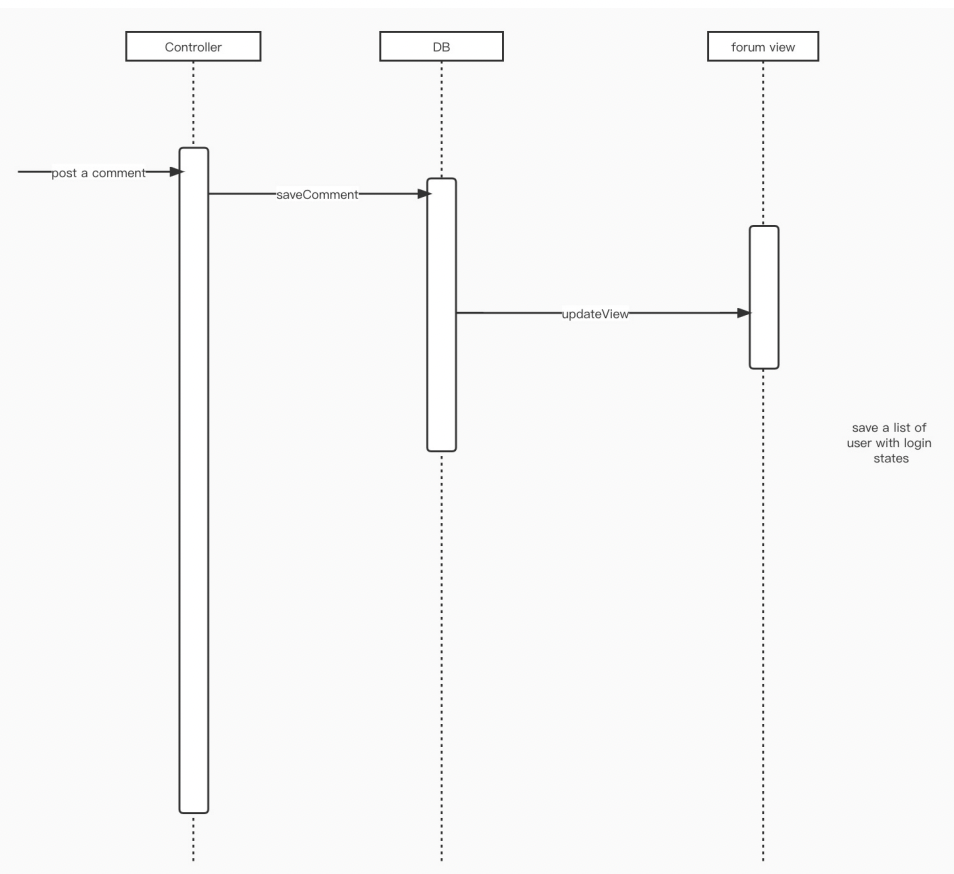 Controller
DB
forum view
post a comment
saveComment
updateView
save a list of
user with login
states